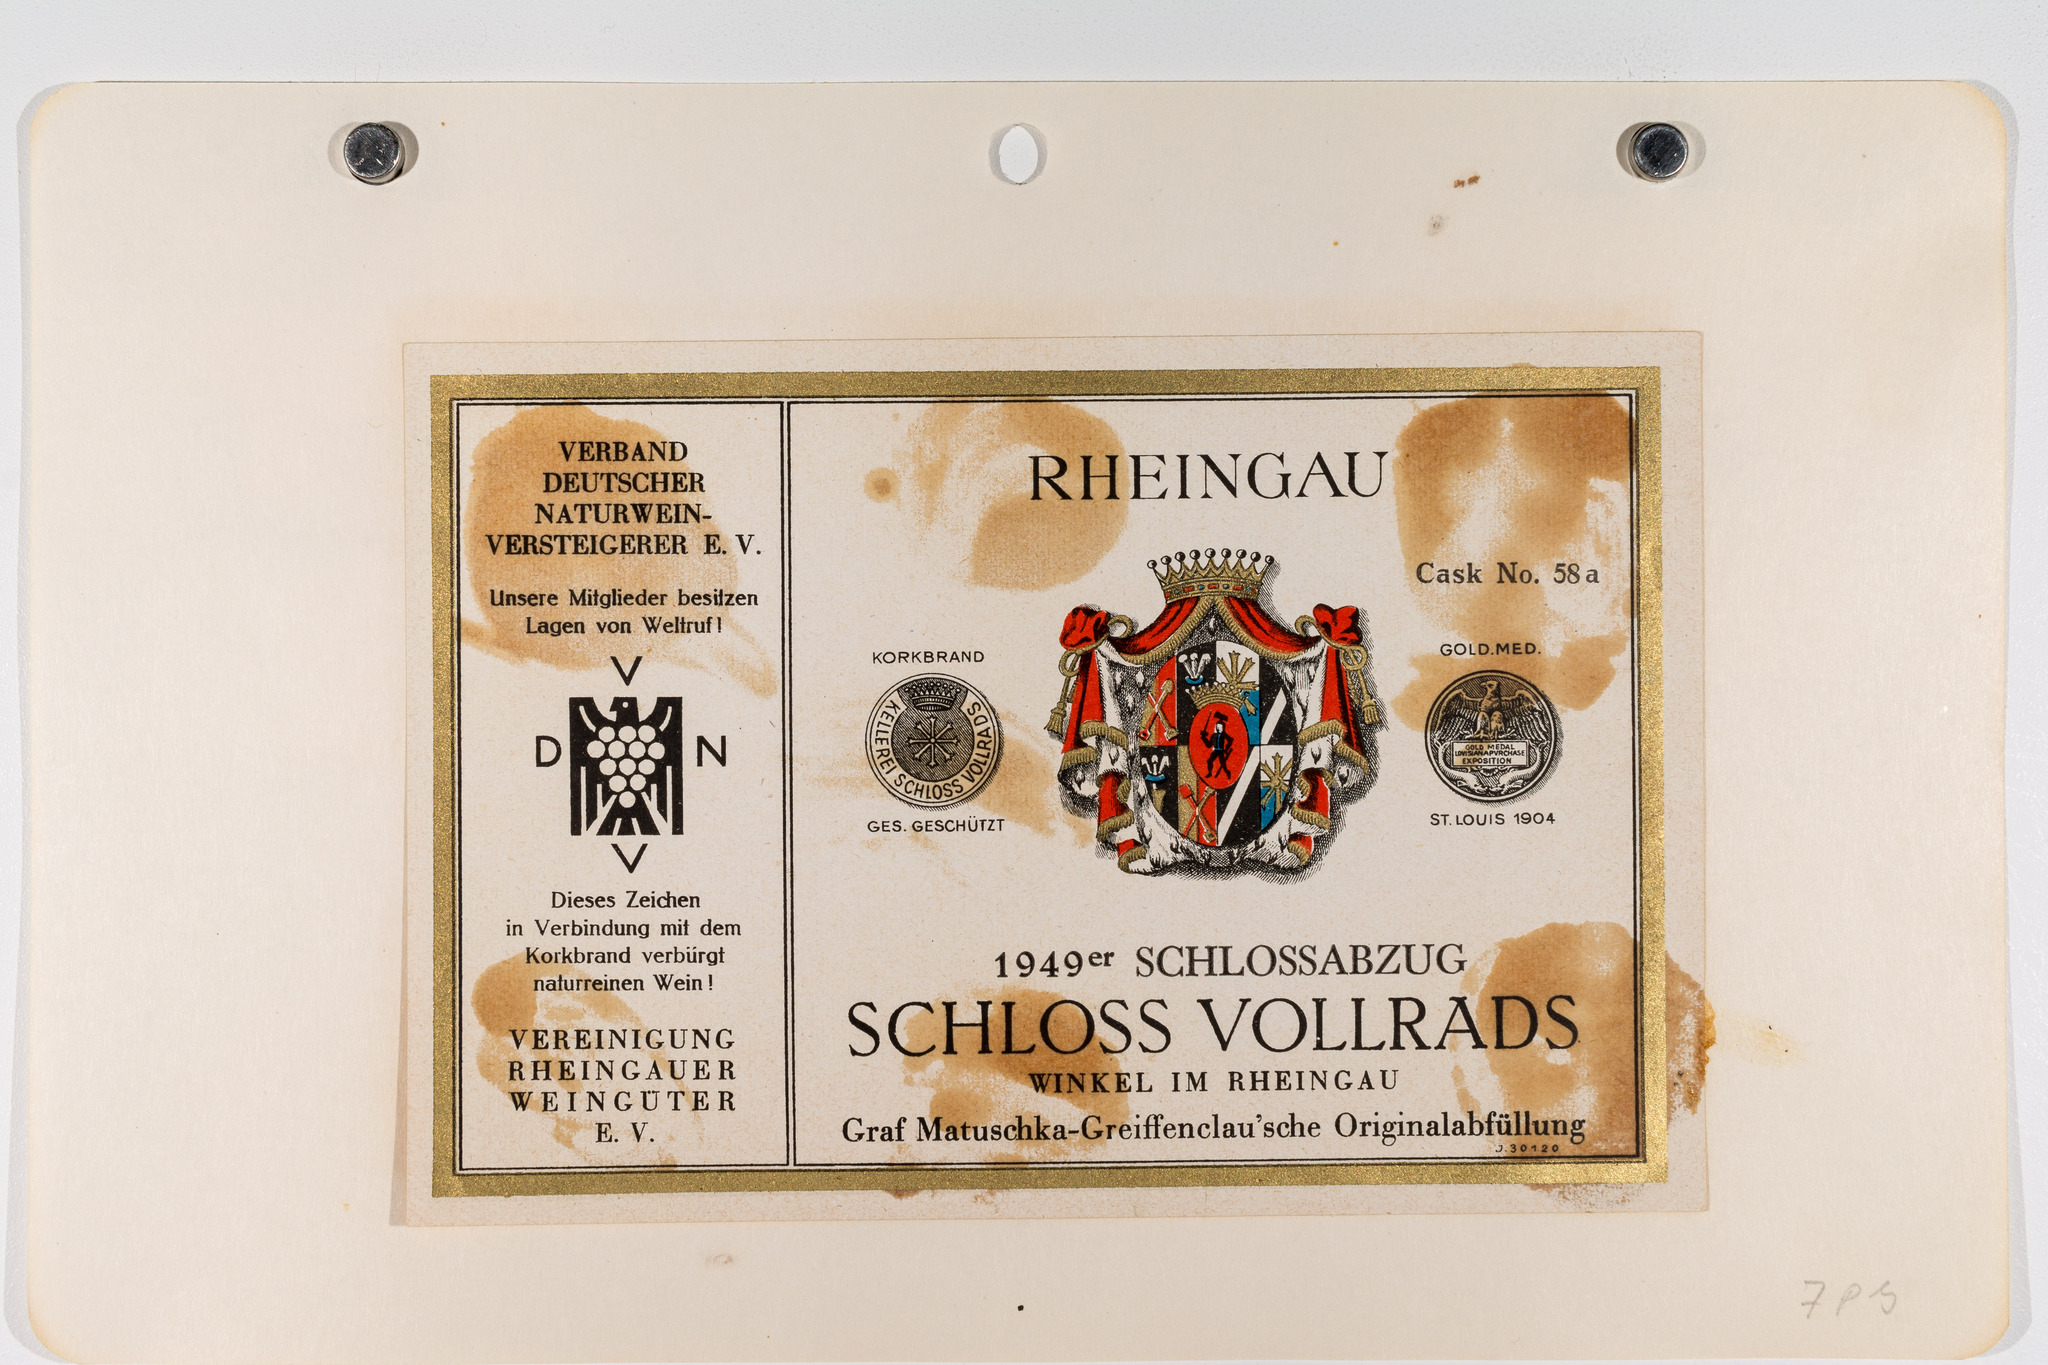 VERBAND
DEUTSCHER
NATURWEIN-
VERSTEIGERER E. V.
Unsere Mitglieder besitzen
Lagen von Weltruf!
V
D N
V
Dieses Zeichen
in Verbindung mit dem
Korkbrand verbürgt
naturreinen Wein!
VEREINIGUNG
RHEINGAUER
WEINGÜTER
E. V.
RHEINGAU
Cask No. 58a
KORKBRAND
KELLEREI SCHLOSS VOLLRADS
GES. GESCHÜTZT
GOLD.MED.
GOLD MEDAL
LOVISIANA PVRCHASE
EXPOSITION
ST. LOUIS 1904
1949er SCHLOSSABZUG
SCHLOSS VOLLRADS
WINKEL IM RHEINGAU
Graf Matuschka-Greiffenclau'sche Originalabfüllung
J. 30120